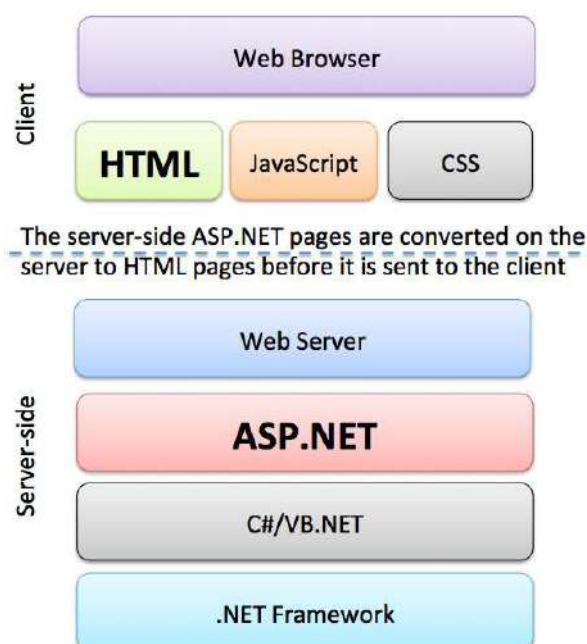 Client
Web Browser
HTML
JavaScript
CSS
The server-side ASP.NET pages are converted on the
server to HTML pages before it is sent to the client
Server-side
Web Server
ASP.NET
C#/VB.NET
.NET Framework